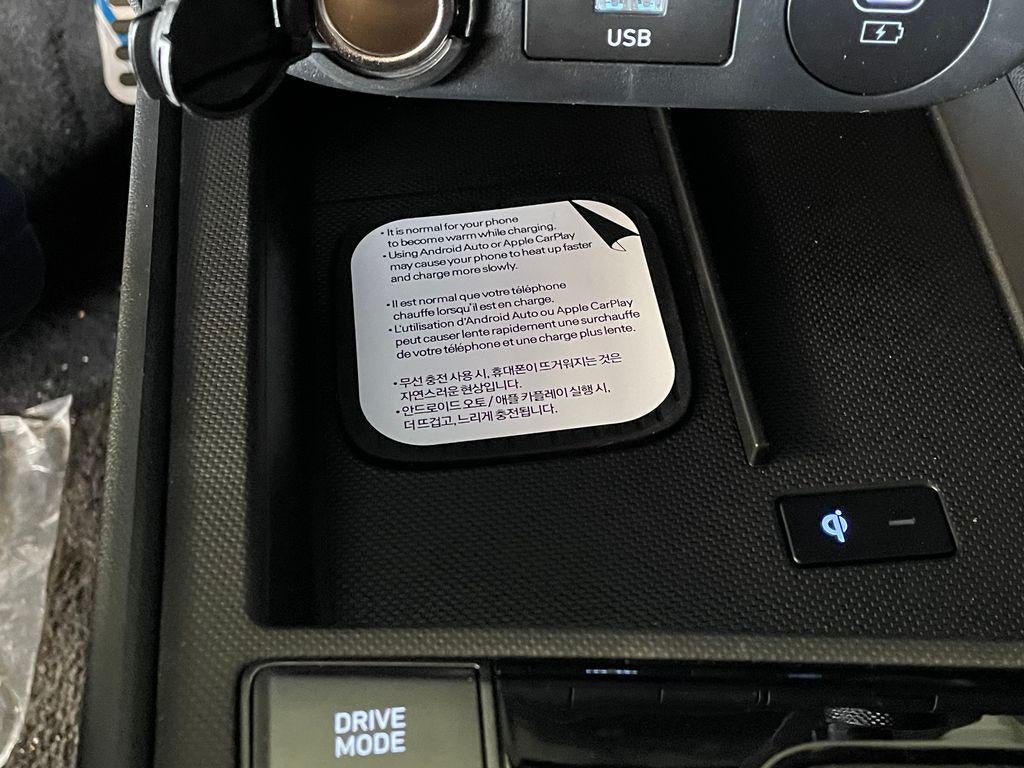 USB
• It is normal for your phone
to become warm while charging.
• Using Android Auto or Apple CarPlay
may cause your phone to heat up faster
and charge more slowly.
• Il est normal que votre téléphone
chauffe lorsqu'il est en charge.
• L'utilisation d'Android Auto ou Apple CarPlay
peut causer lente rapidement une surchauffe
de votre téléphone et une charge plus lente.
• 무선 충전 사용 시, 휴대폰이 뜨거워지는 것은
자연스러운 현상입니다.
• 안드로이드 오토 / 애플 카플레이 실행 시,
더 뜨겁고, 느리게 충전됩니다.
qi
DRIVE
MODE